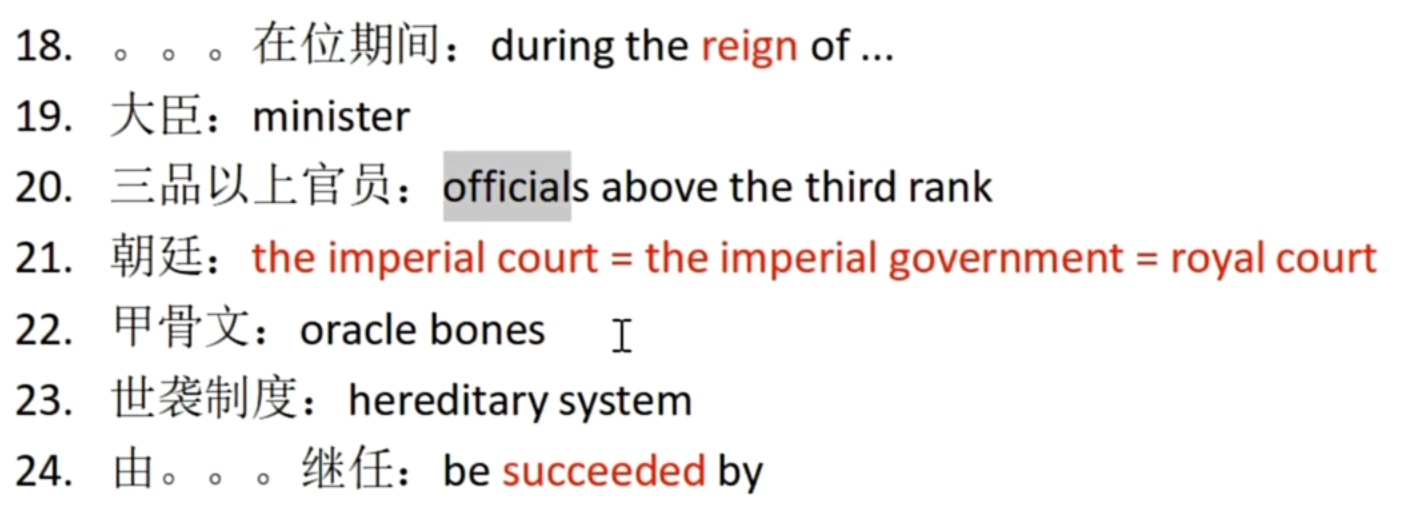 18. 。。。在位期间：during the reign of ...
19. 大臣：minister
20. 三品以上官员：officials above the third rank
21. 朝廷：the imperial court = the imperial government = royal court
22. 甲骨文：oracle bones
23. 世袭制度：hereditary system
24. 由。。。继任：be succeeded by